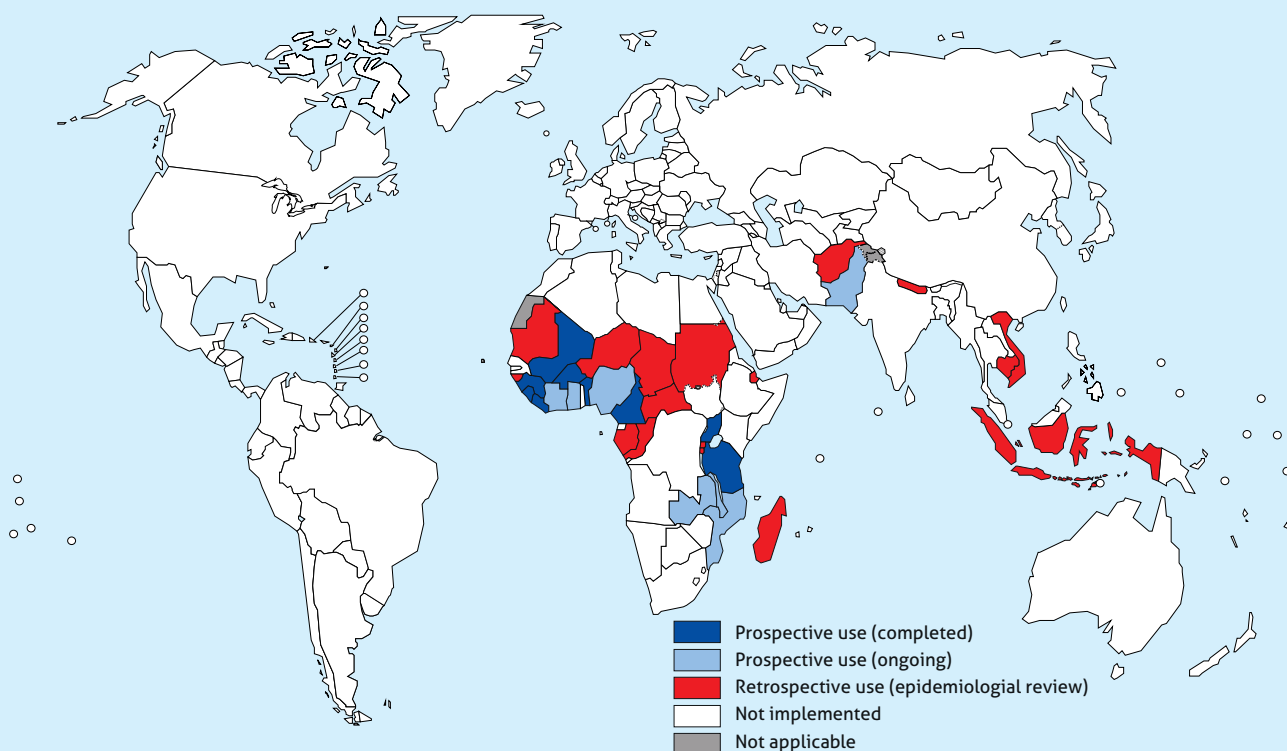 Prospective use (completed)
Prospective use (ongoing)
Retrospective use (epidemiologial review)
Not implemented
Not applicable